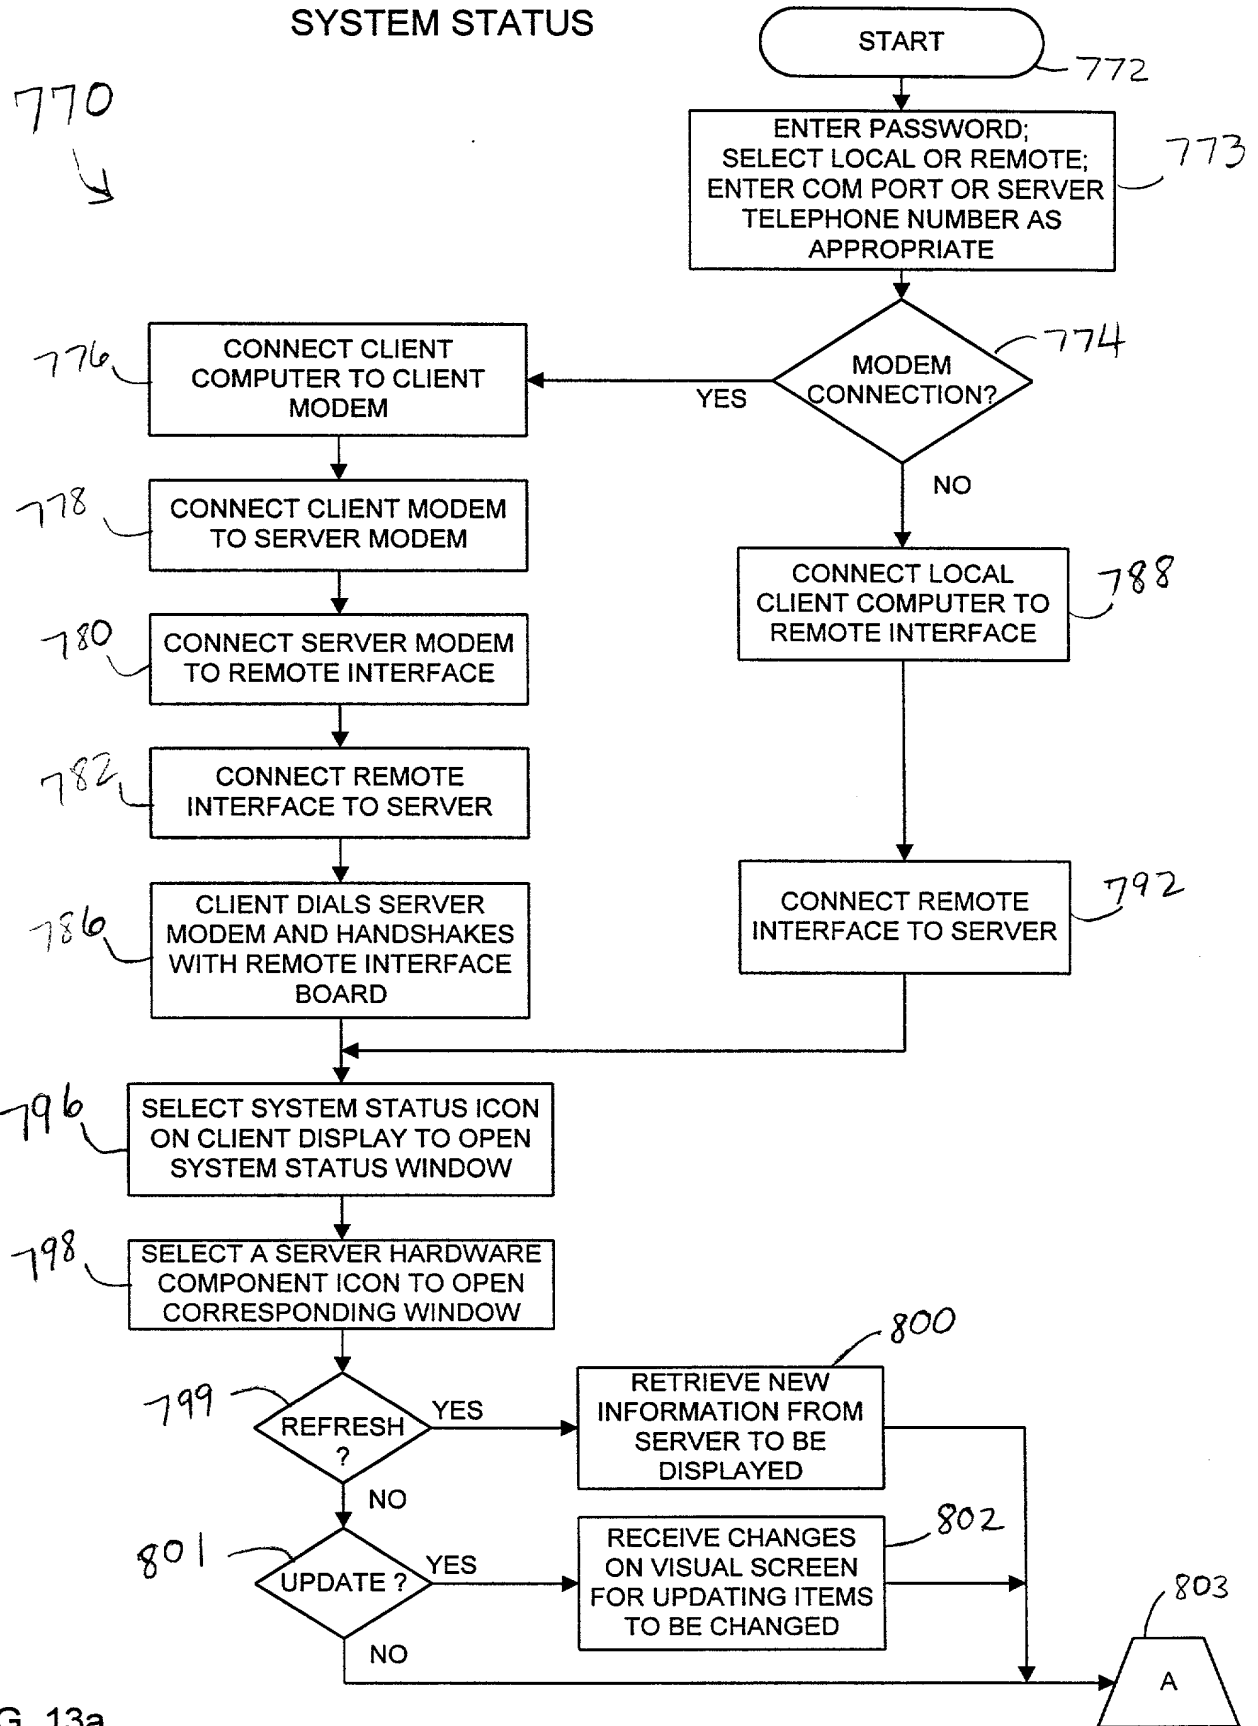 SYSTEM STATUS
770
START
772
ENTER PASSWORD;
SELECT LOCAL OR REMOTE;
ENTER COM PORT OR SERVER
TELEPHONE NUMBER AS
APPROPRIATE
773
MODEM
CONNECTION?
774
YES
NO
CONNECT CLIENT
COMPUTER TO CLIENT
MODEM
776
CONNECT CLIENT MODEM
TO SERVER MODEM
778
CONNECT SERVER MODEM
TO REMOTE INTERFACE
780
CONNECT REMOTE
INTERFACE TO SERVER
782
CLIENT DIALS SERVER
MODEM AND HANDSHAKES
WITH REMOTE INTERFACE
BOARD
786
CONNECT LOCAL
CLIENT COMPUTER TO
REMOTE INTERFACE
788
CONNECT REMOTE
INTERFACE TO SERVER
792
SELECT SYSTEM STATUS ICON
ON CLIENT DISPLAY TO OPEN
SYSTEM STATUS WINDOW
796
SELECT A SERVER HARDWARE
COMPONENT ICON TO OPEN
CORRESPONDING WINDOW
798
REFRESH
?
799
YES
NO
RETRIEVE NEW
INFORMATION FROM
SERVER TO BE
DISPLAYED
800
UPDATE ?
801
YES
NO
RECEIVE CHANGES
ON VISUAL SCREEN
FOR UPDATING ITEMS
TO BE CHANGED
802
A
803
G. 13a